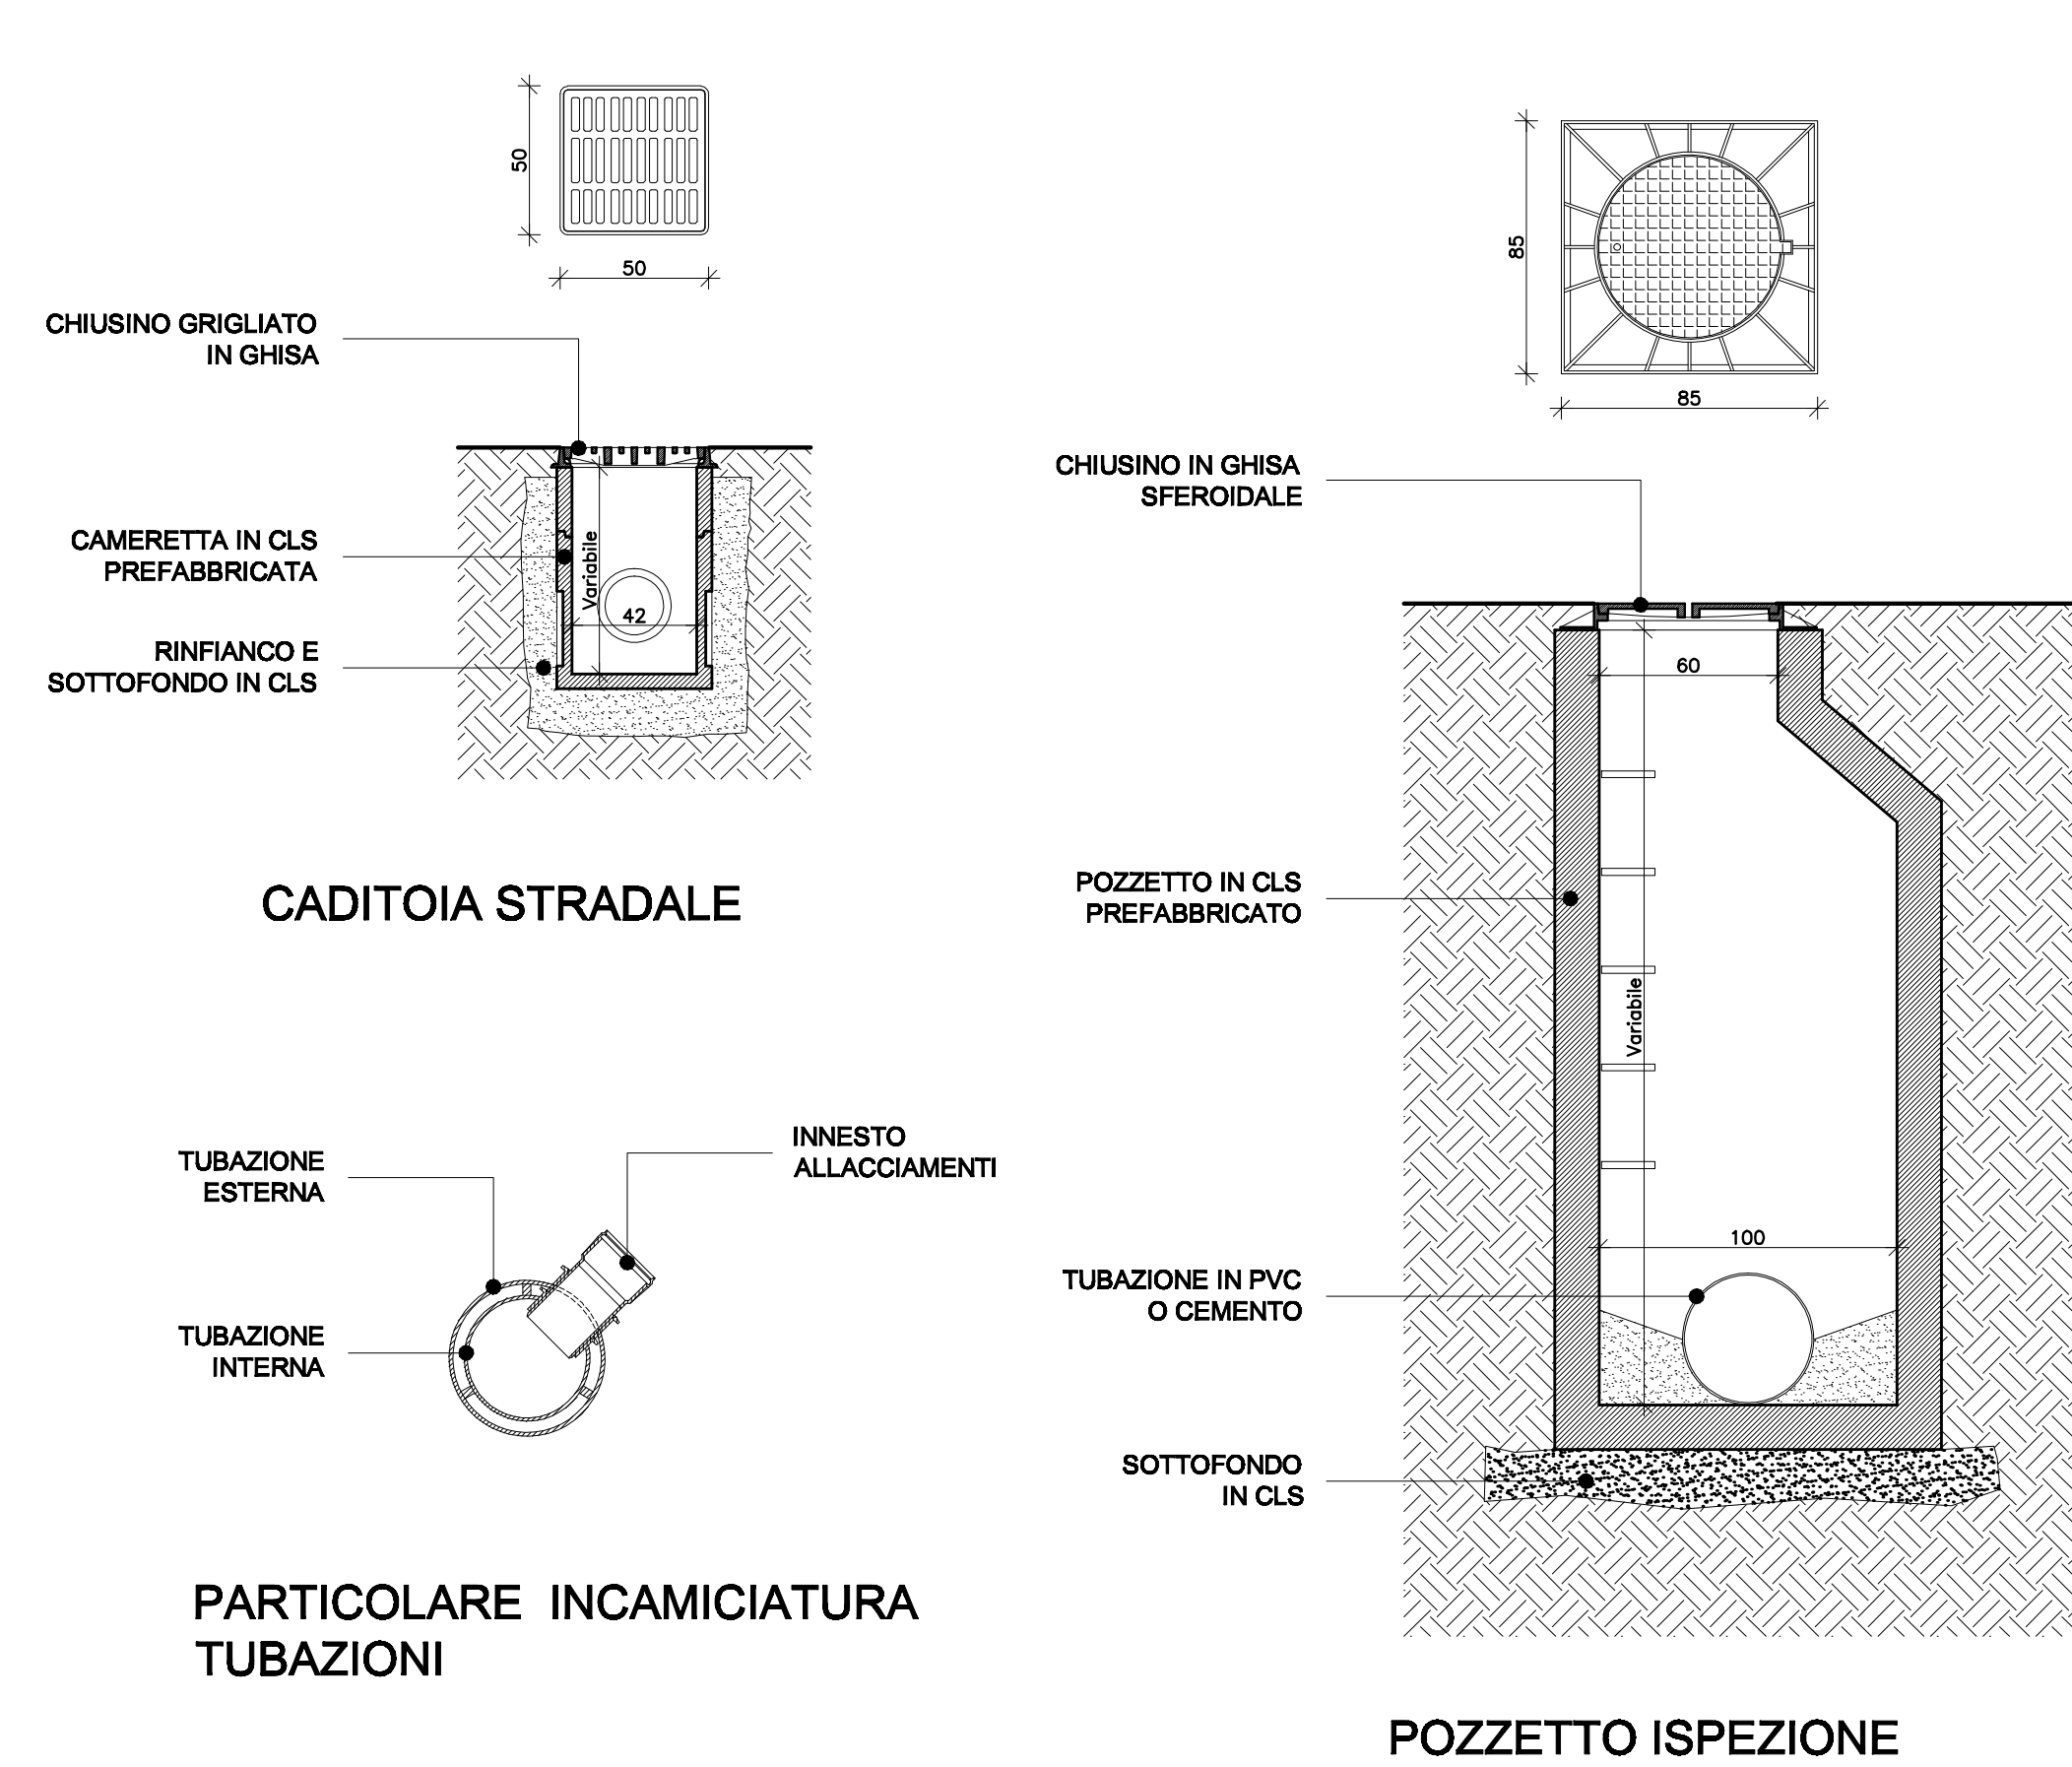 50
50
CHIUSINO GRIGLIATO
IN GHISA
CAMERETTA IN CLS
PREFABBRICATA
Variabile
42
RINFIANCO E
SOTTOFONDO IN CLS
CADITOIA STRADALE
TUBAZIONE
ESTERNA
INNESTO
ALLACCIAMENTI
TUBAZIONE
INTERNA
PARTICOLARE INCAMICIATURA
TUBAZIONI
85
85
CHIUSINO IN GHISA
SFEROIDALE
60
POZZETTO IN CLS
PREFABBRICATO
Variabile
100
TUBAZIONE IN PVC
O CEMENTO
SOTTOFONDO
IN CLS
POZZETTO ISPEZIONE